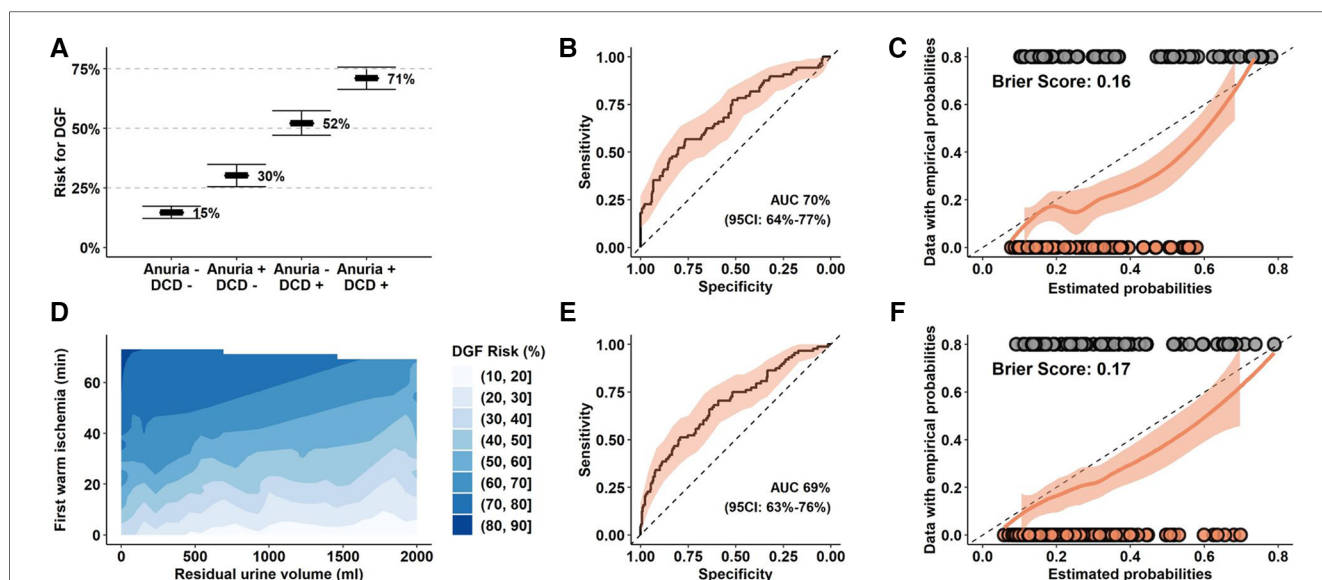 A
Risk for DGF
75%
50%
25%
0%
15%
30%
52%
71%
Anuria - Anuria + Anuria - Anuria +
DCD - DCD - DCD + DCD +
B
Sensitivity
1.00
0.75
0.50
0.25
0.00
AUC 70%
(95CI: 64%-77%)
1.00 0.75 0.50 0.25 0.00
Specificity
C
Data with empirical probabilities
0.8
0.6
0.4
0.2
0.0
Brier Score: 0.16
0.0 0.2 0.4 0.6 0.8
Estimated probabilities
D
First warm ischemia (min)
60
40
20
0
0 500 1000 1500 2000
Residual urine volume (ml)
DGF Risk (%)
(10, 20]
(20, 30]
(30, 40]
(40, 50]
(50, 60]
(60, 70]
(70, 80]
(80, 90]
E
Sensitivity
1.00
0.75
0.50
0.25
0.00
AUC 69%
(95CI: 63%-76%)
1.00 0.75 0.50 0.25 0.00
Specificity
F
Data with empirical probabilities
0.8
0.6
0.4
0.2
0.0
Brier Score: 0.17
0.0 0.2 0.4 0.6 0.8
Estimated probabilities